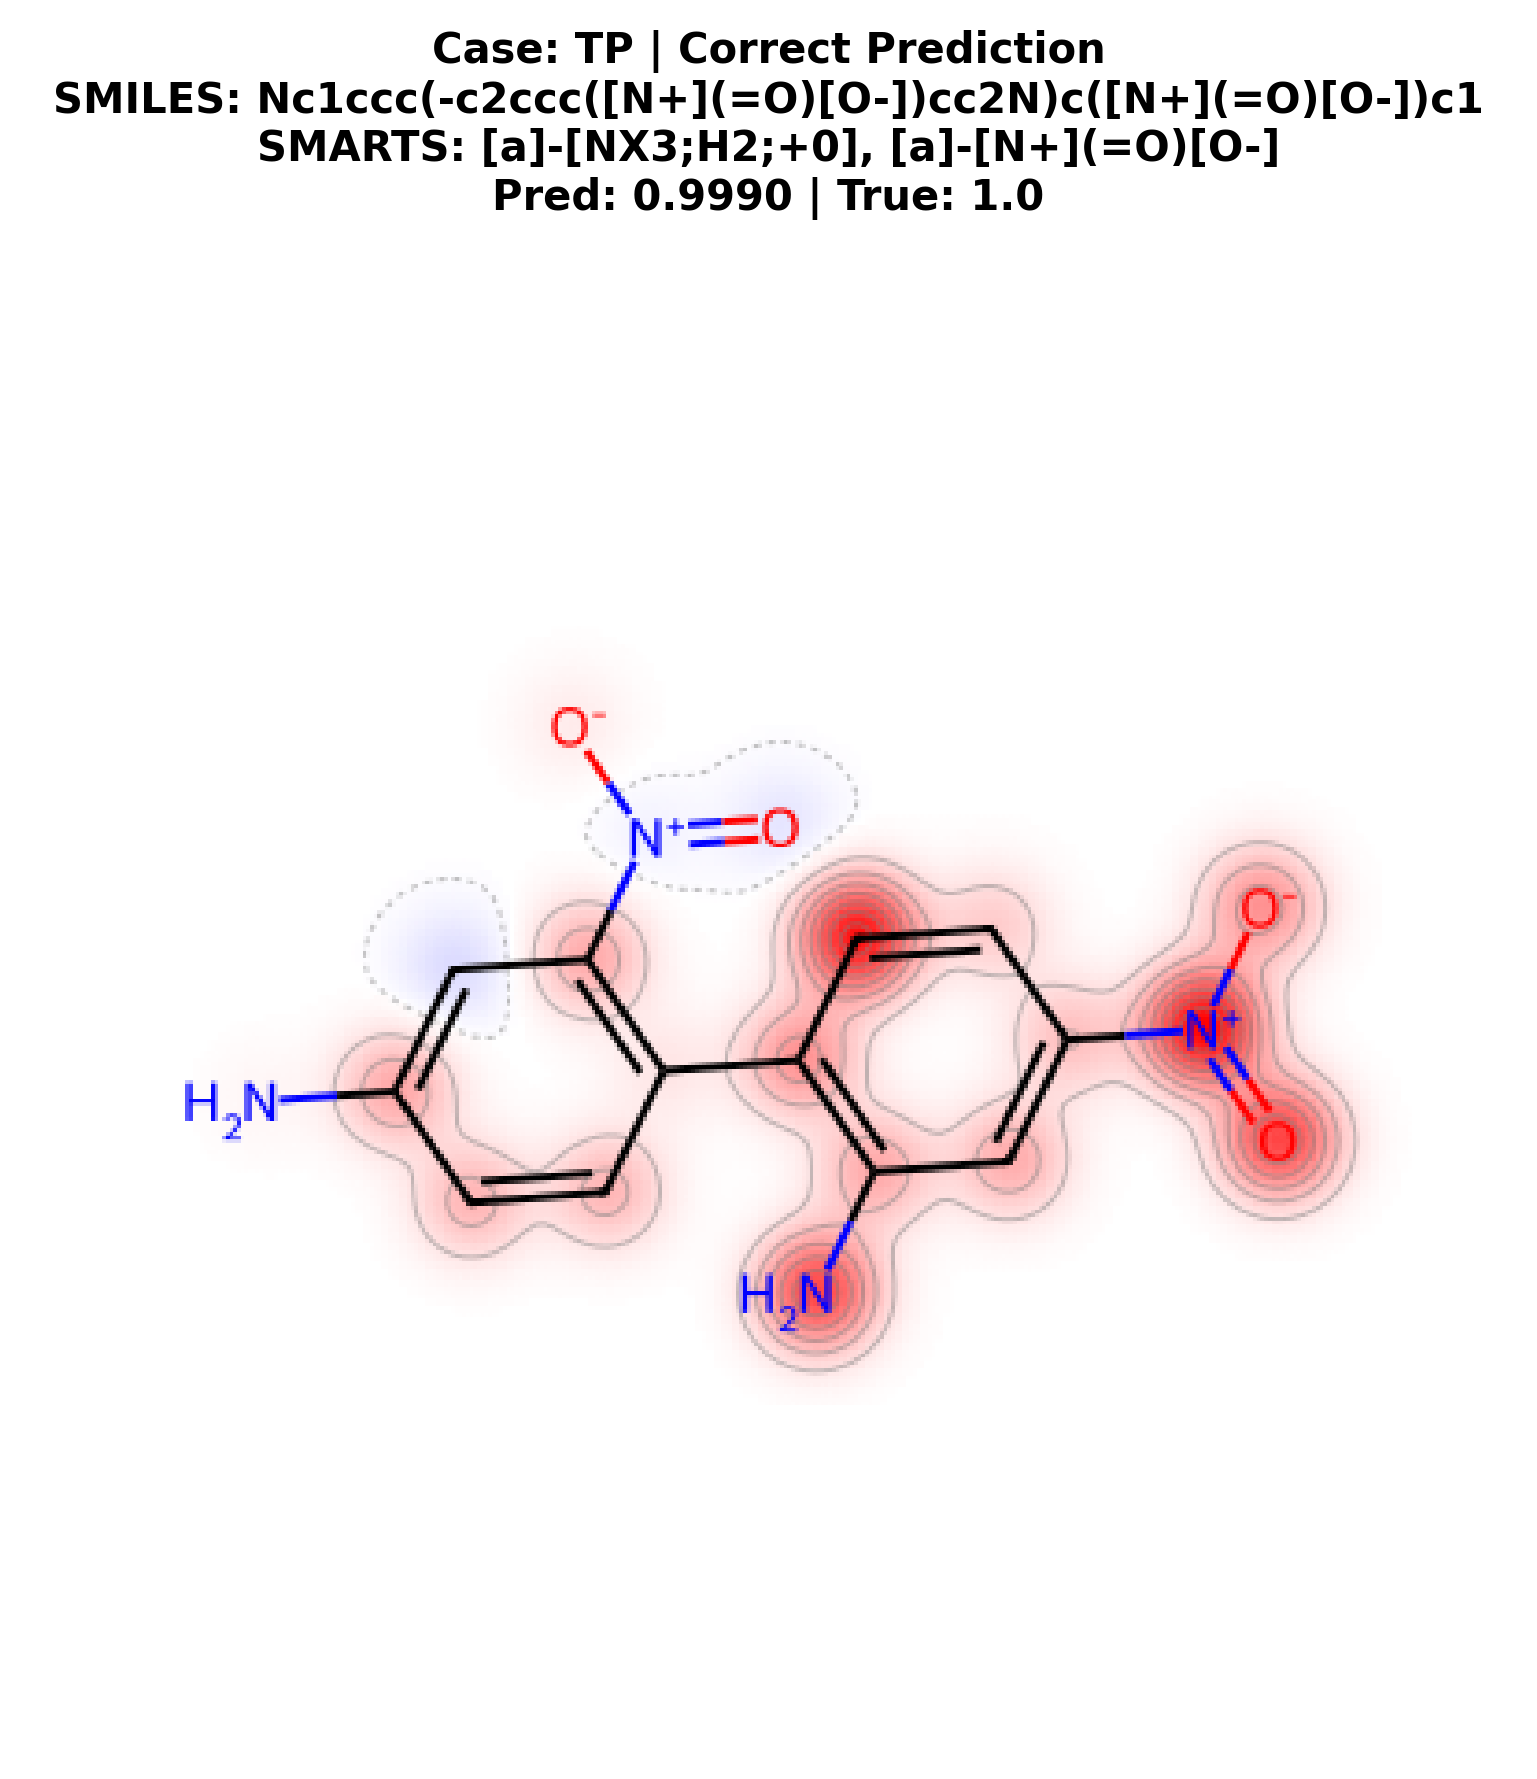 Case: TP | Correct Prediction
SMILES: Nc1ccc(-c2ccc([N+](=O)[O-])cc2N)c([N+](=O)[O-])c1
SMARTS: [a]-[NX3;H2;+0], [a]-[N+](=O)[O-]
Pred: 0.9990 | True: 1.0
O⁻
N⁺ O
O⁻
N⁺
H₂N
O
H₂N